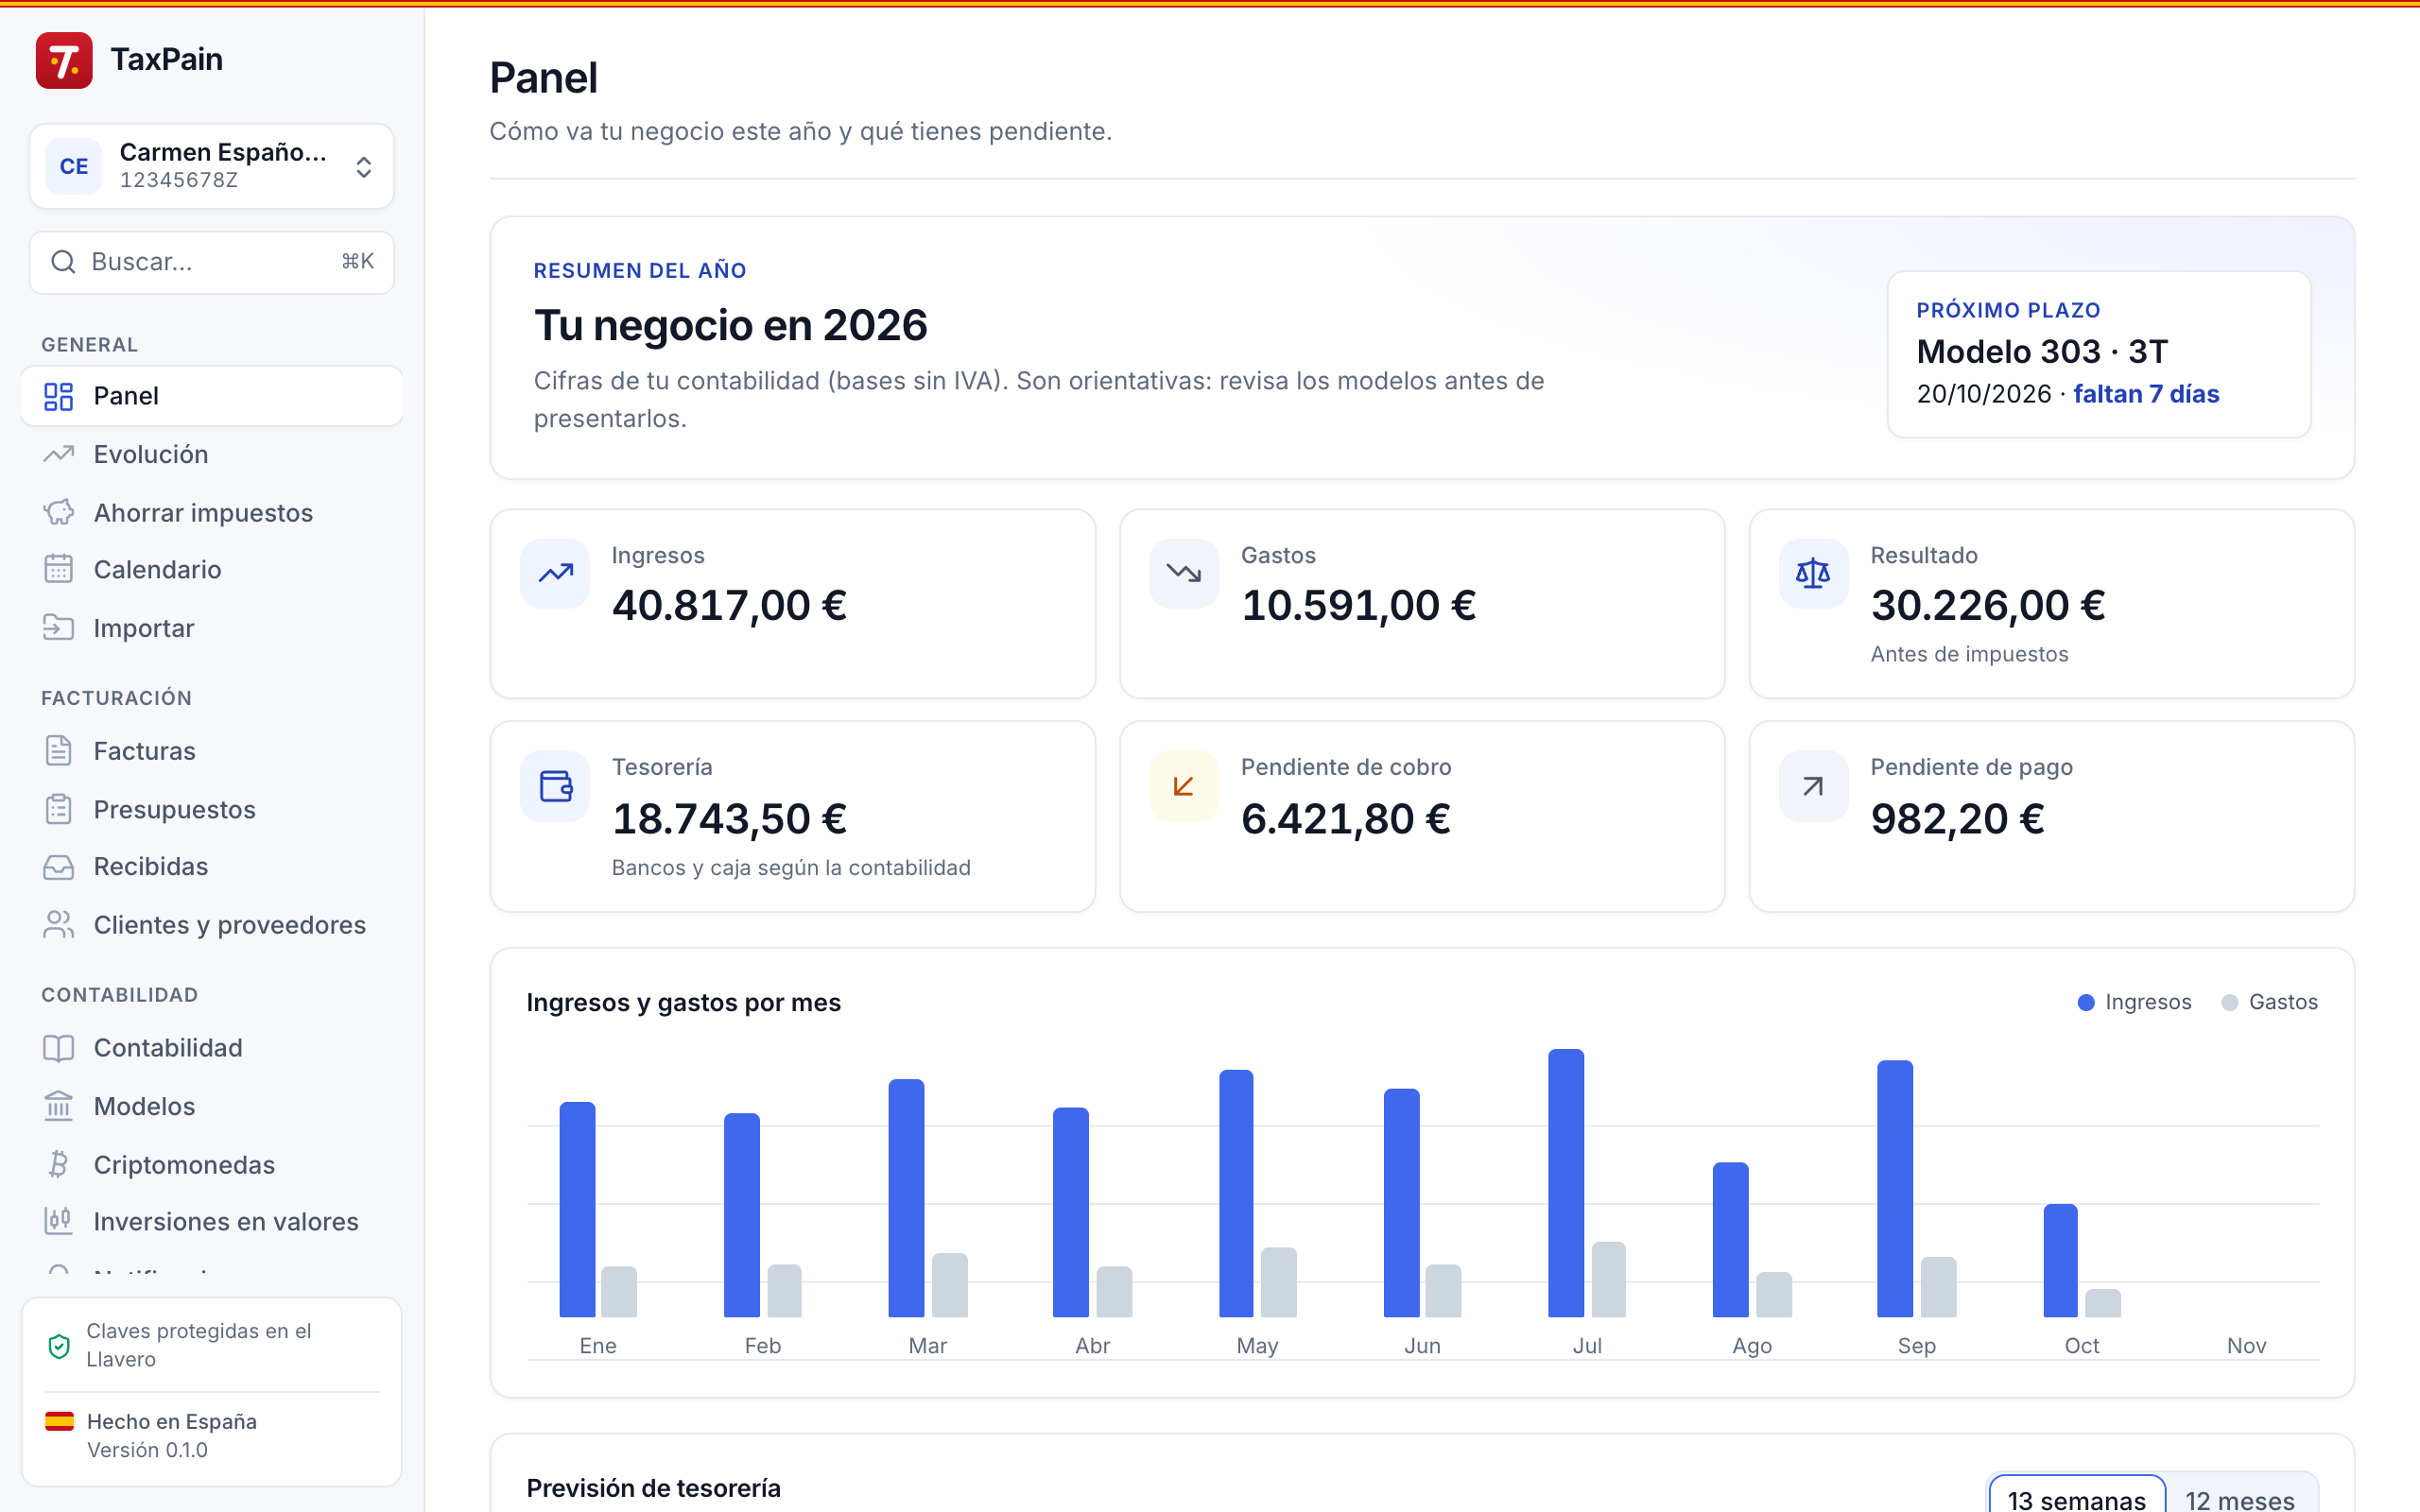 TaxPain
CE
Carmen Españo...
12345678Z
Buscar...
⌘K
GENERAL
Panel
Evolución
Ahorrar impuestos
Calendario
Importar
FACTURACIÓN
Facturas
Presupuestos
Recibidas
Clientes y proveedores
CONTABILIDAD
Contabilidad
Modelos
Criptomonedas
Inversiones en valores
Claves protegidas en el
Llavero
Hecho en España
Versión 0.1.0
Panel
Cómo va tu negocio este año y qué tienes pendiente.
RESUMEN DEL AÑO
Tu negocio en 2026
Cifras de tu contabilidad (bases sin IVA). Son orientativas: revisa los modelos antes de
presentarlos.
PRÓXIMO PLAZO
Modelo 303 · 3T
20/10/2026 · faltan 7 días
Ingresos
40.817,00 €
Gastos
10.591,00 €
Resultado
30.226,00 €
Antes de impuestos
Tesorería
18.743,50 €
Bancos y caja según la contabilidad
Pendiente de cobro
6.421,80 €
Pendiente de pago
982,20 €
Ingresos y gastos por mes
Ingresos
Gastos
Ene
Feb
Mar
Abr
May
Jun
Jul
Ago
Sep
Oct
Nov
Previsión de tesorería
13 semanas
12 meses